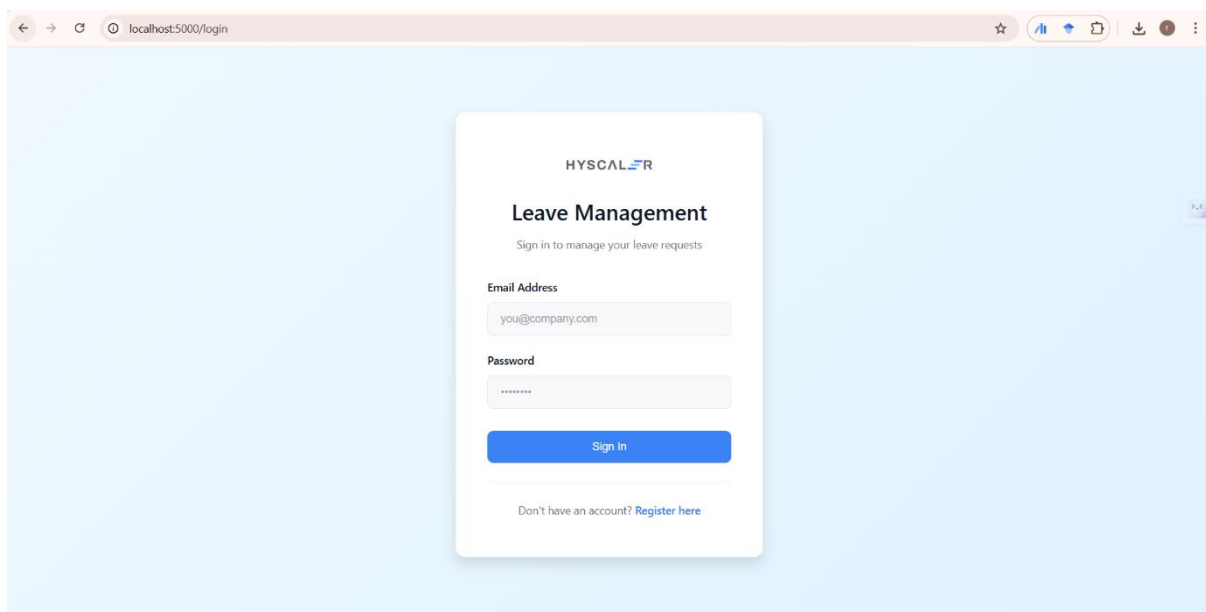 localhost:5000/login
HYSCALER
Leave Management
Sign in to manage your leave requests
Email Address
you@company.com
Password
••••••••
Sign In
Don't have an account? Register here